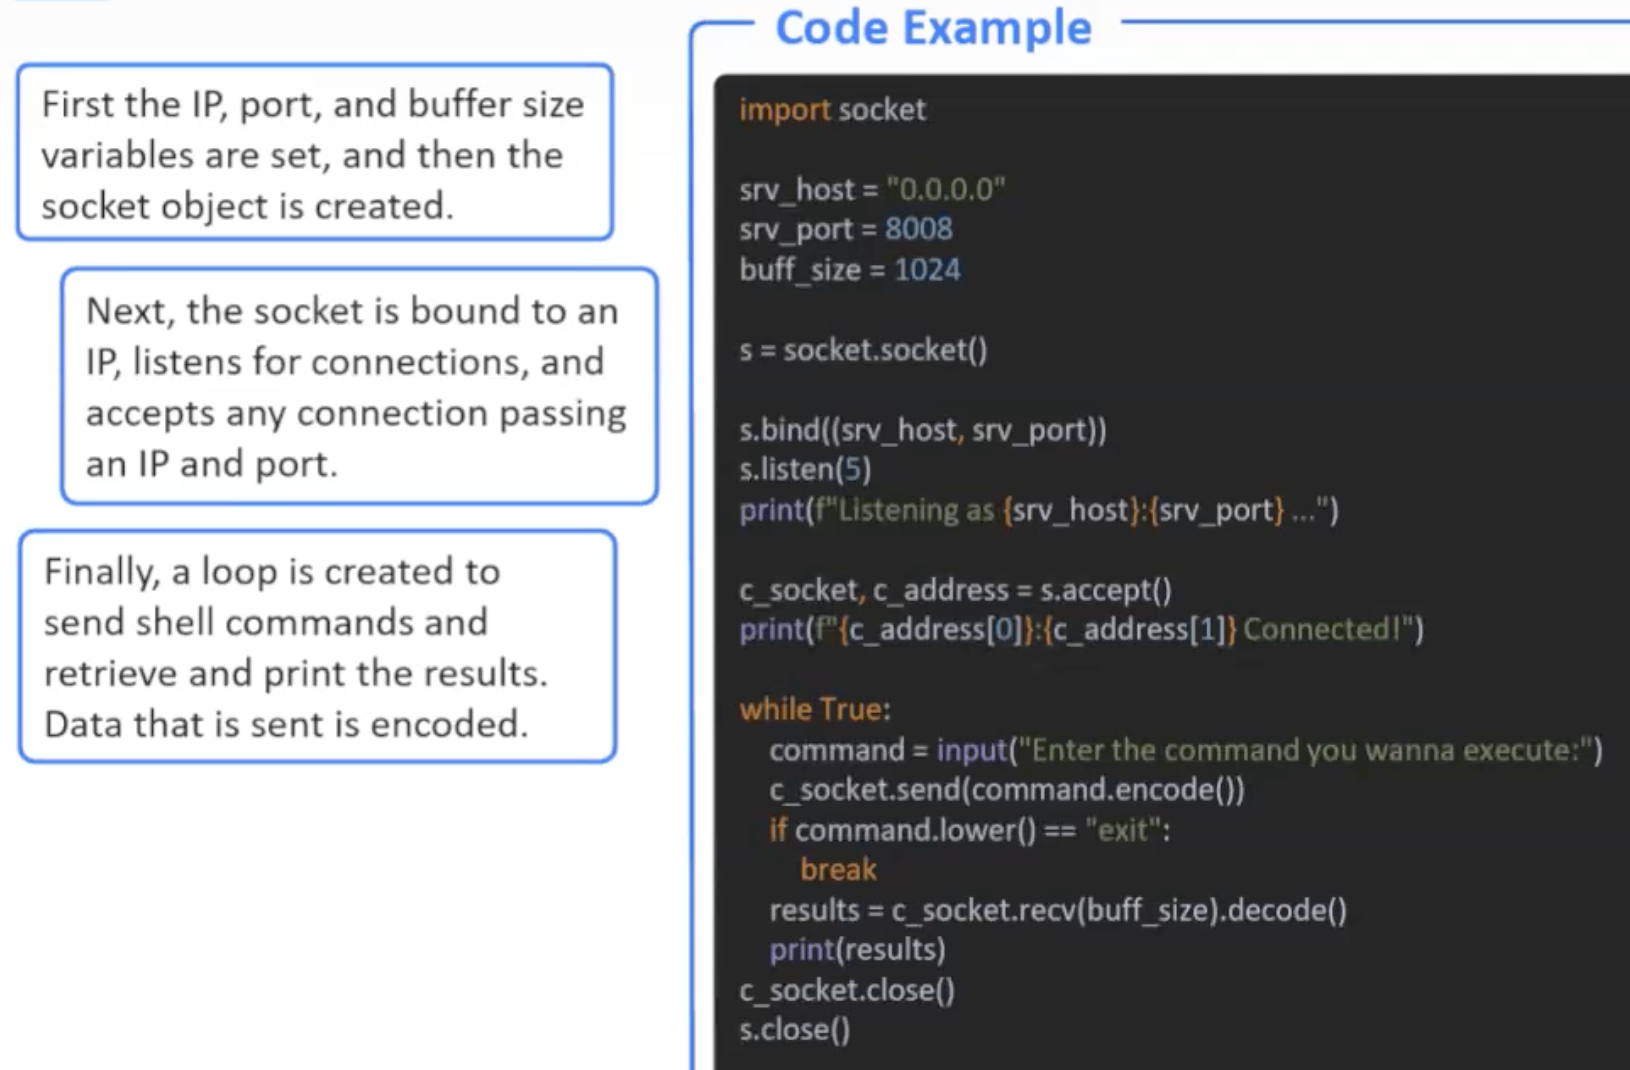 Code Example
First the IP, port, and buffer size
variables are set, and then the
socket object is created.
Next, the socket is bound to an
IP, listens for connections, and
accepts any connection passing
an IP and port.
Finally, a loop is created to
send shell commands and
retrieve and print the results.
Data that is sent is encoded.
import socket
srv_host = "0.0.0.0"
srv_port = 8008
buff_size = 1024
s = socket.socket()
s.bind((srv_host, srv_port))
s.listen(5)
print(f"Listening as {srv_host}:{srv_port} ...")
c_socket, c_address = s.accept()
print(f"{c_address[0]}:{c_address[1]} Connected!")
while True:
    command = input("Enter the command you wanna execute:")
    c_socket.send(command.encode())
    if command.lower() == "exit":
        break
    results = c_socket.recv(buff_size).decode()
    print(results)
c_socket.close()
s.close()